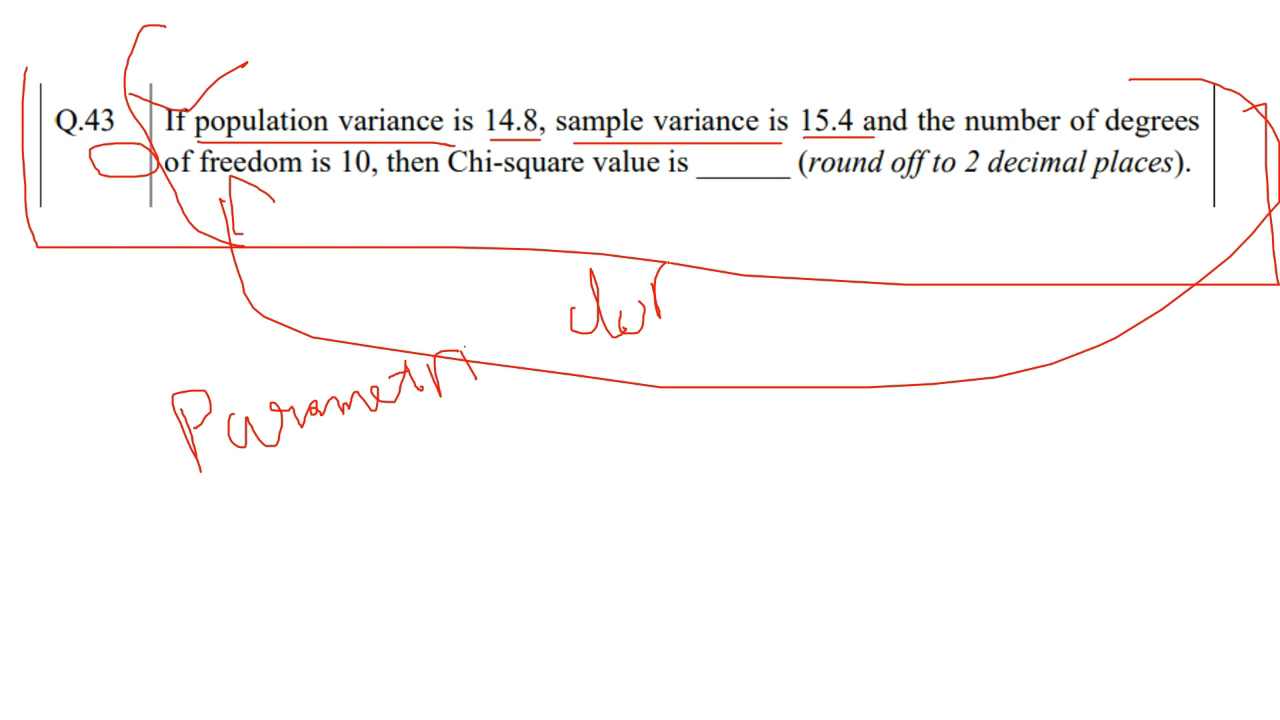 Q.43 If population variance is 14.8, sample variance is 15.4 and the number of degrees
of freedom is 10, then Chi-square value is ______ (round off to 2 decimal places).
Parametri